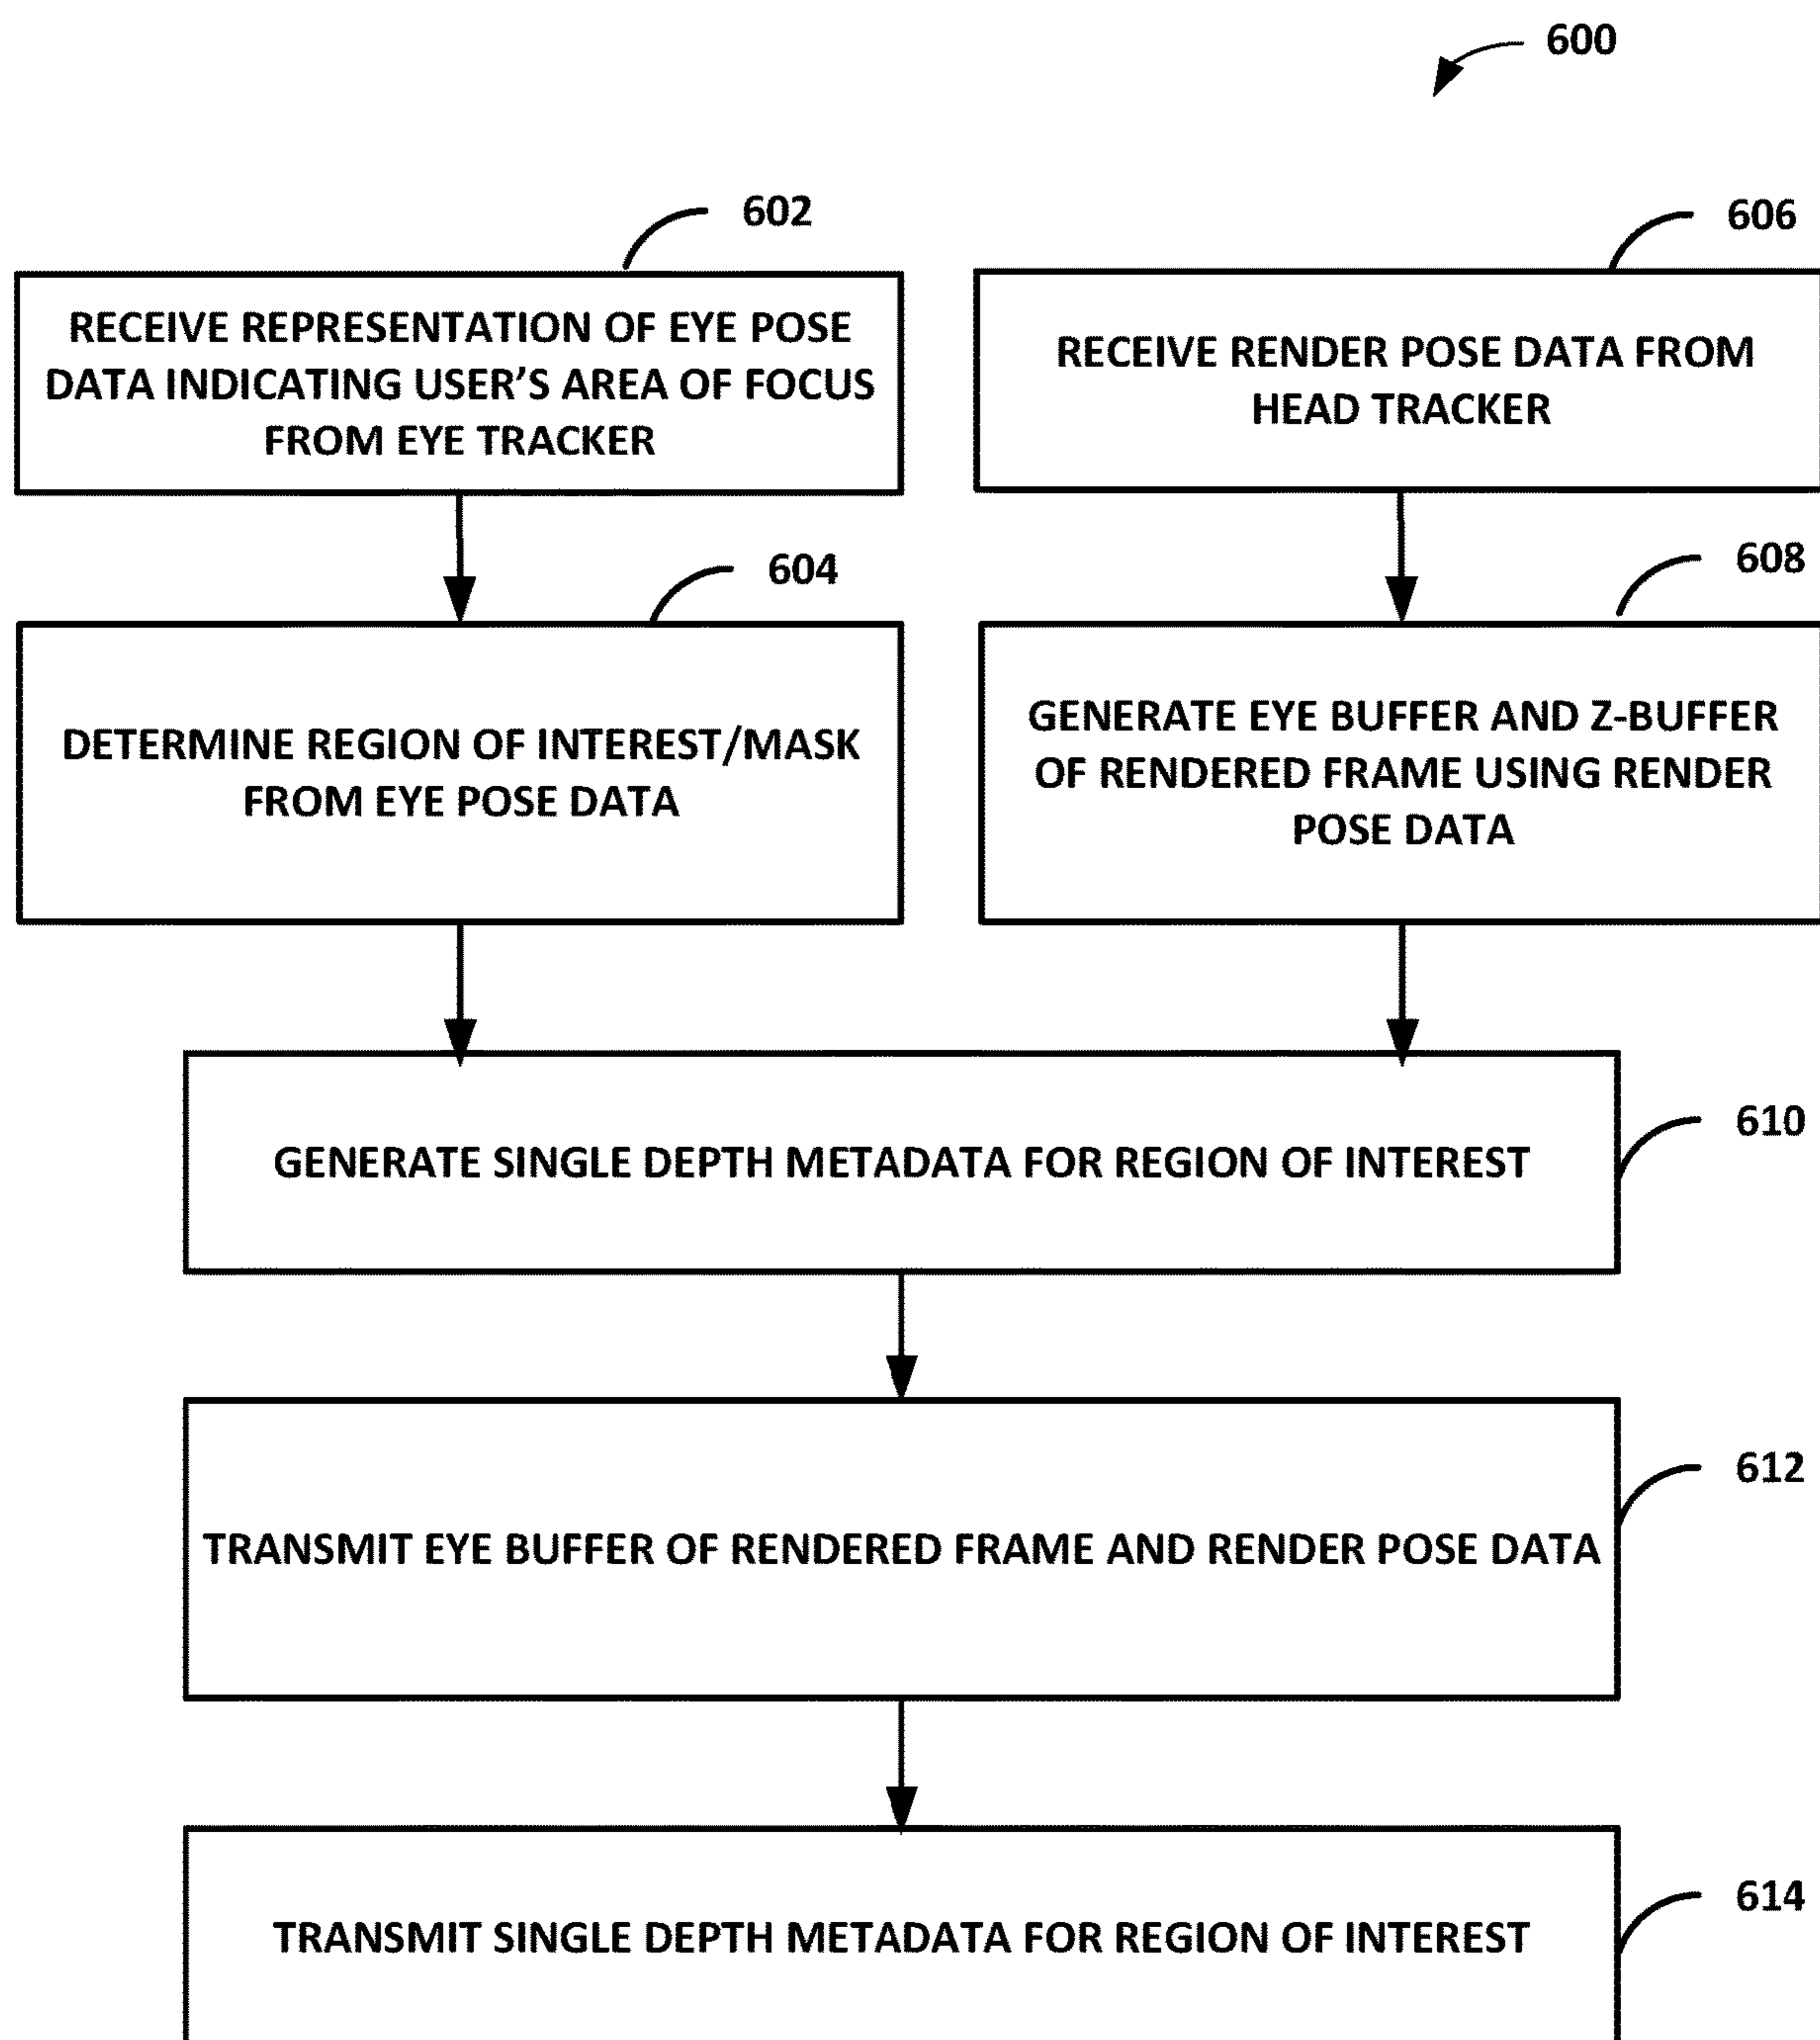 600
602
RECEIVE REPRESENTATION OF EYE POSE
DATA INDICATING USER'S AREA OF FOCUS
FROM EYE TRACKER
606
RECEIVE RENDER POSE DATA FROM
HEAD TRACKER
604
DETERMINE REGION OF INTEREST/MASK
FROM EYE POSE DATA
608
GENERATE EYE BUFFER AND Z-BUFFER
OF RENDERED FRAME USING RENDER
POSE DATA
610
GENERATE SINGLE DEPTH METADATA FOR REGION OF INTEREST
612
TRANSMIT EYE BUFFER OF RENDERED FRAME AND RENDER POSE DATA
614
TRANSMIT SINGLE DEPTH METADATA FOR REGION OF INTEREST